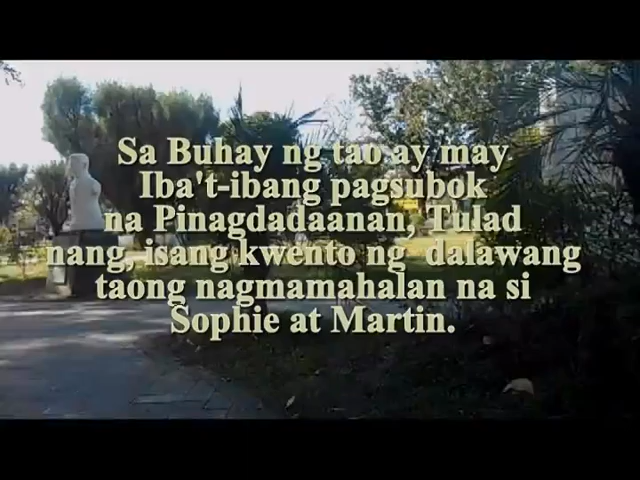 Sa Buhay ng tao ay may
Iba't-ibang pagsubok
na Pinagdadaanan, Tulad
nang, isang kwento ng dalawang
taong nagmamahalan na si
Sophie at Martin.